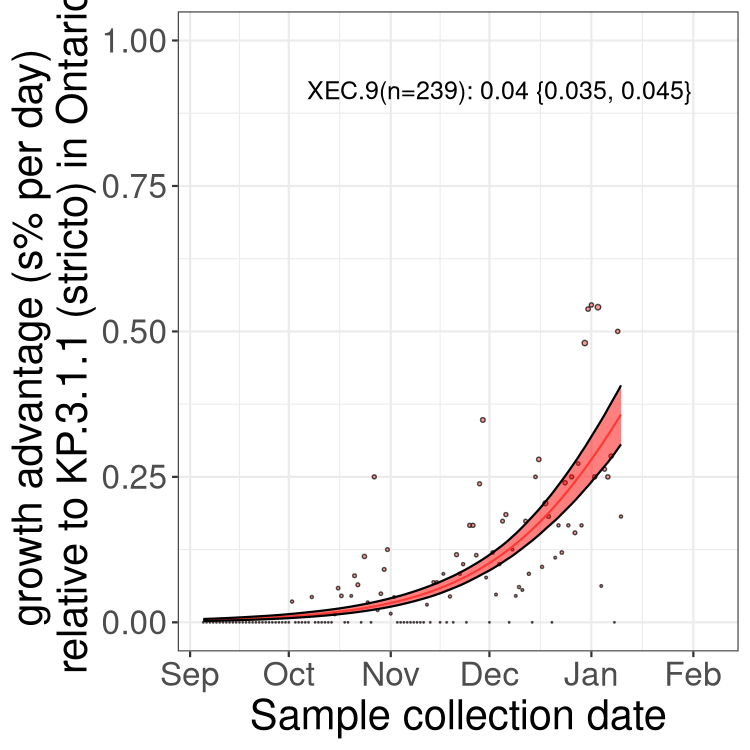 growth advantage (s% per day)
relative to KP.3.1.1 (stricto) in Ontario
1.00
0.75
0.50
0.25
0.00
XEC.9(n=239): 0.04 {0.035, 0.045}
Sep Oct Nov Dec Jan Feb
Sample collection date